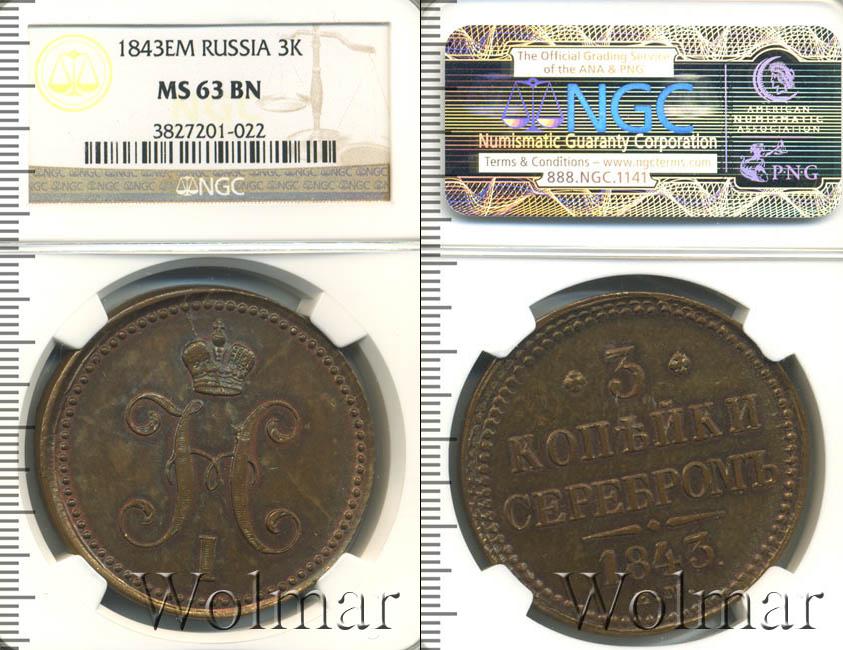 1843EM RUSSIA 3K
MS 63 BN
NGC
3827201-022
NGC
The Official Grading Service
of the ANA & PNG
NGC
Numismatic Guaranty Corporation
Terms & Conditions – www.ngcterms.com
888.NGC.1141
AMERICAN
NUMISMATIC
ASSOCIATION
PNG
Н
I
3
КОПѢЙКИ
СЕРЕБРОМЪ
1843.
Wolmar
Wolmar